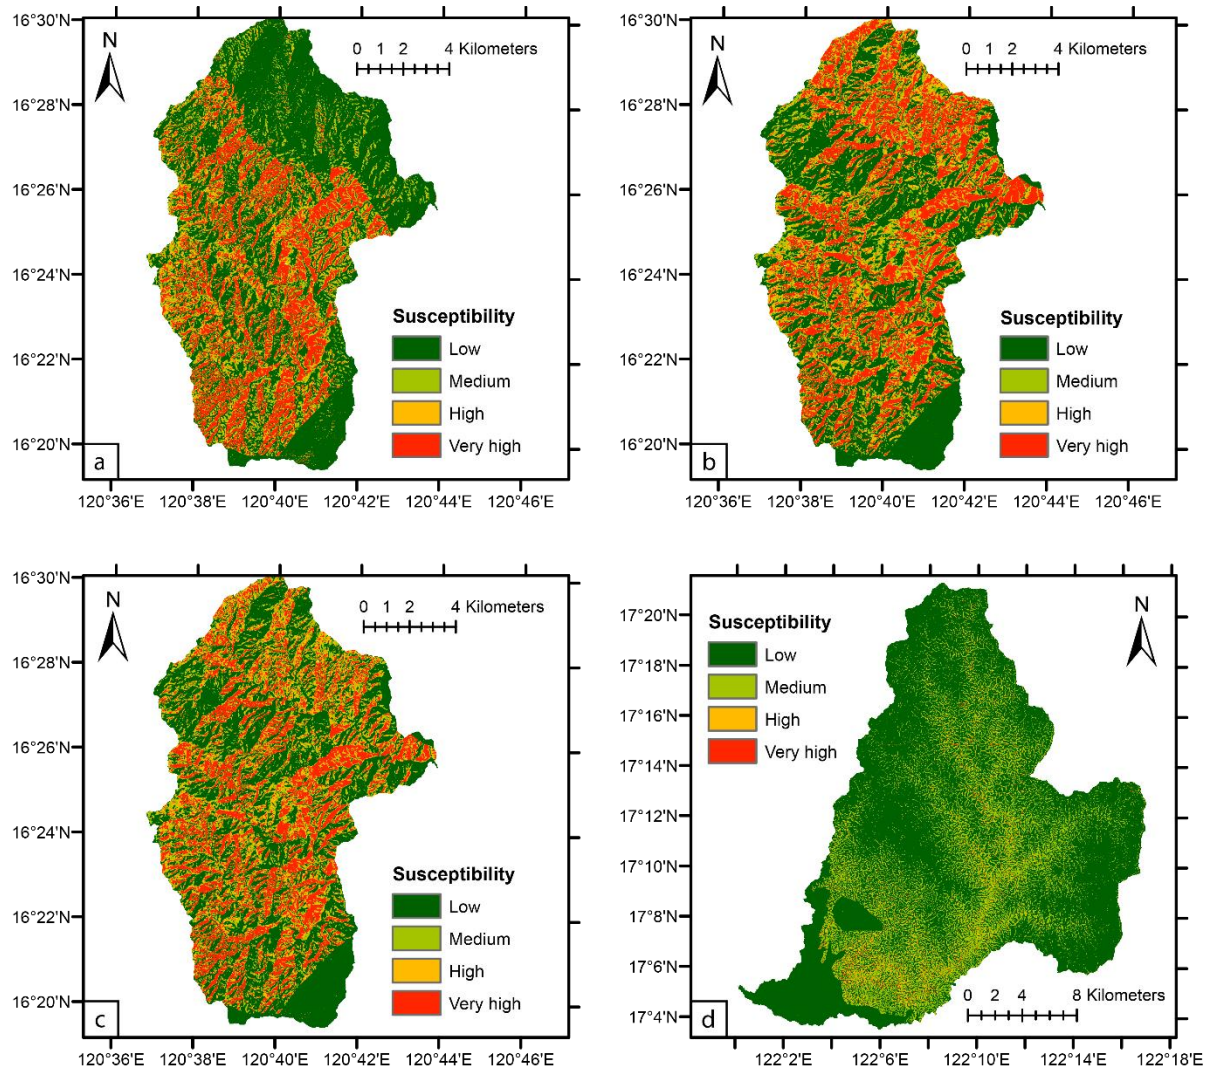 N
0 1 2 4 Kilometers
16°30'N
16°28'N
16°26'N
16°24'N
16°22'N
16°20'N
Susceptibility
Low
Medium
High
Very high
a
120°36'E 120°38'E 120°40'E 120°42'E 120°44'E 120°46'E
N
0 1 2 4 Kilometers
16°30'N
16°28'N
16°26'N
16°24'N
16°22'N
16°20'N
Susceptibility
Low
Medium
High
Very high
b
120°36'E 120°38'E 120°40'E 120°42'E 120°44'E 120°46'E
N
0 1 2 4 Kilometers
16°30'N
16°28'N
16°26'N
16°24'N
16°22'N
16°20'N
Susceptibility
Low
Medium
High
Very high
c
120°36'E 120°38'E 120°40'E 120°42'E 120°44'E 120°46'E
Susceptibility
Low
Medium
High
Very high
N
17°20'N
17°18'N
17°16'N
17°14'N
17°12'N
17°10'N
17°8'N
17°6'N
17°4'N
0 2 4 8 Kilometers
d
122°2'E 122°6'E 122°10'E 122°14'E 122°18'E